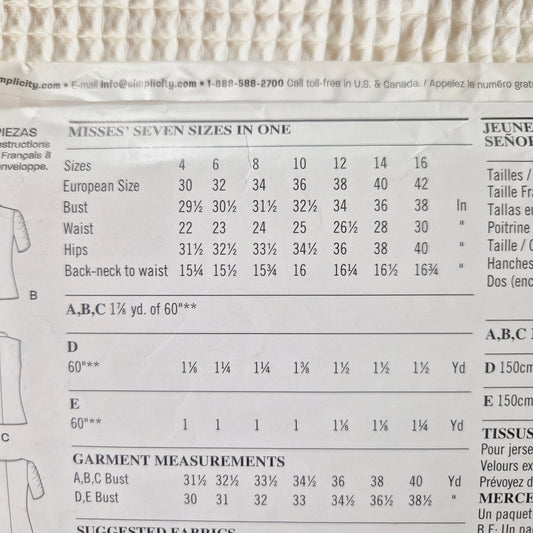 mplicity.com • E-mail info@simplicity.com • 1-888-588-2700 Call toll-free in U.S. & Canada. / Appelez le numéro grat
PIEZAS
nstructions
Français &
enveloppe.
B
C
MISSES' SEVEN SIZES IN ONE
Sizes 4 6 8 10 12 14 16
European Size 30 32 34 36 38 40 42
Bust 29½ 30½ 31½ 32½ 34 36 38 In
Waist 22 23 24 25 26½ 28 30 "
Hips 31½ 32½ 33½ 34½ 36 38 40 "
Back-neck to waist 15¼ 15½ 15¾ 16 16¼ 16½ 16¾ "
A,B,C 1⅞ yd. of 60"**
D
60"** 1⅛ 1¼ 1¼ 1⅜ 1½ 1½ 1½ Yd
E
60"** 1 1 1 1 1⅛ 1⅛ 1¼ Yd
GARMENT MEASUREMENTS
A,B,C Bust 31½ 32½ 33½ 34½ 36 38 40 Yd
D,E Bust 30 31 32 33 34½ 36½ 38½ "
SUGGESTED FABRICS
JEUNE
SEÑOR
Tailles /
Taille Fra
Tallas eu
Poitrine
Taille / C
Hanches
Dos (enc
A,B,C
D 150cm
E 150cm
TISSUS
Pour jerse
Velours ex
Prévoyez d
MERCE
Un paquet